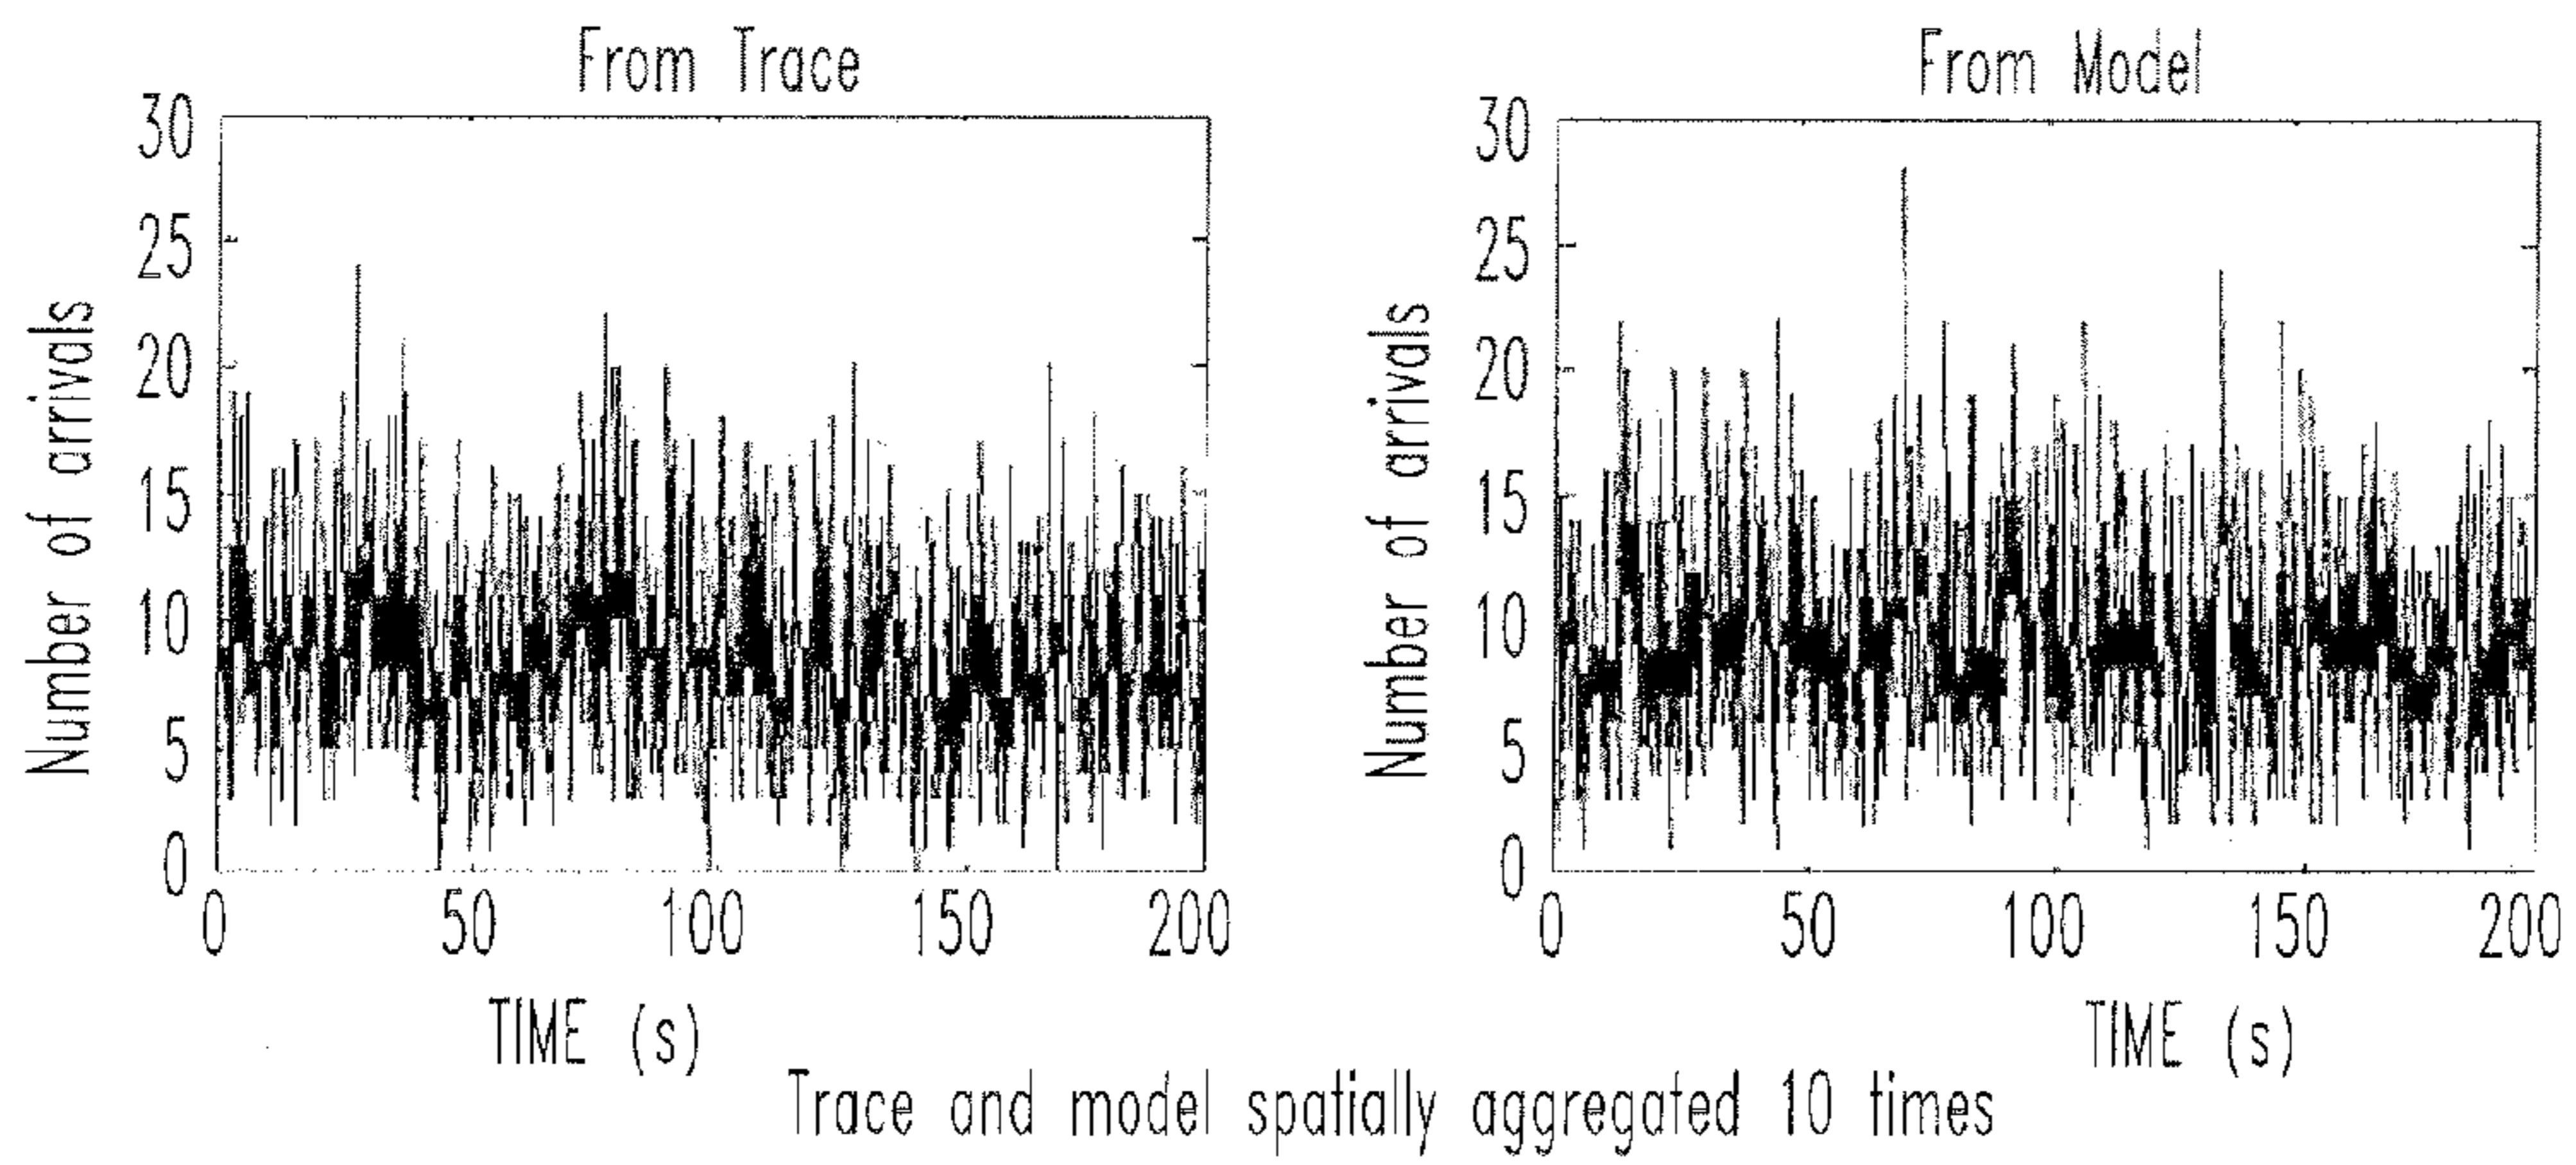 From Trace
30
25
20
15
10
5
0
Number of arrivals
0 50 100 150 200
TIME (s)
From Model
30
25
20
15
10
5
0
Number of arrivals
0 50 100 150 200
TIME (s)
Trace and model spatially aggregated 10 times